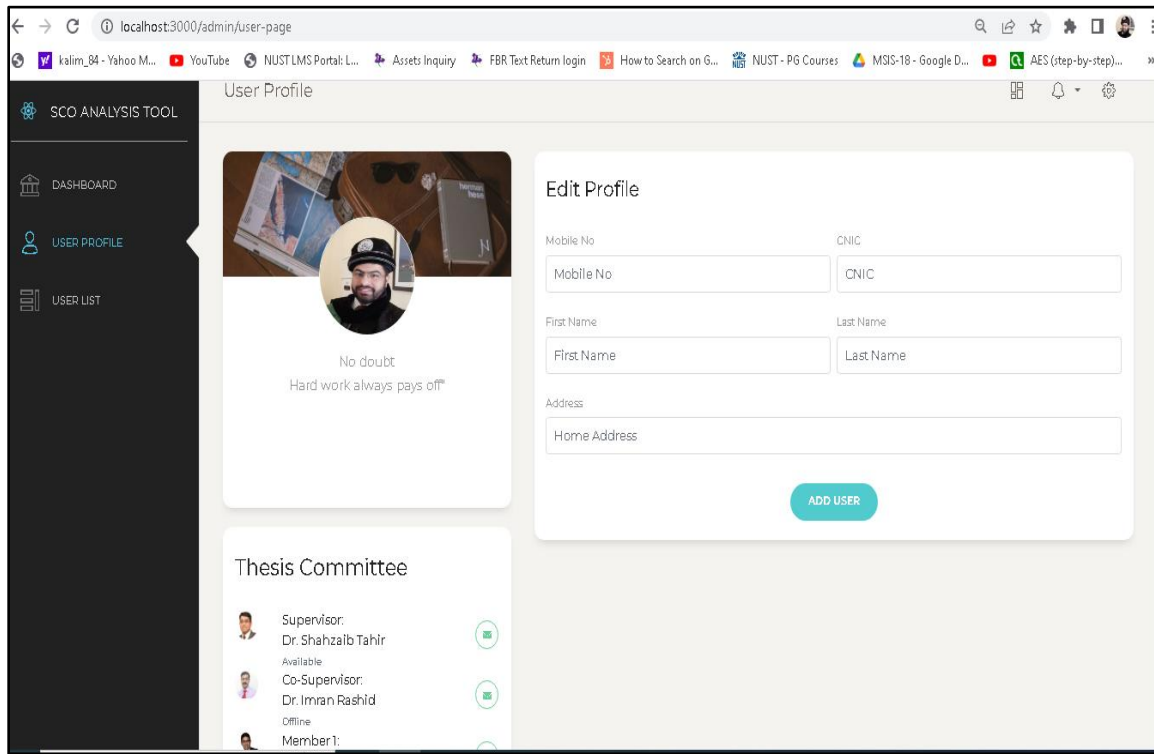 localhost:3000/admin/user-page
kalim_84 - Yahoo M... YouTube NUST LMS Portal: L... Assets Inquiry FBR Text Return login How to Search on G... NUST - PG Courses MSIS-18 - Google D... AES (step-by-step)...
SCO ANALYSIS TOOL
DASHBOARD
USER PROFILE
USER LIST
User Profile
No doubt
Hard work always pays off"
Thesis Committee
Supervisor:
Dr. Shahzaib Tahir
Available
Co-Supervisor:
Dr. Imran Rashid
Offline
Member 1:
Edit Profile
Mobile No CNIC
Mobile No CNIC
First Name Last Name
First Name Last Name
Address
Home Address
ADD USER